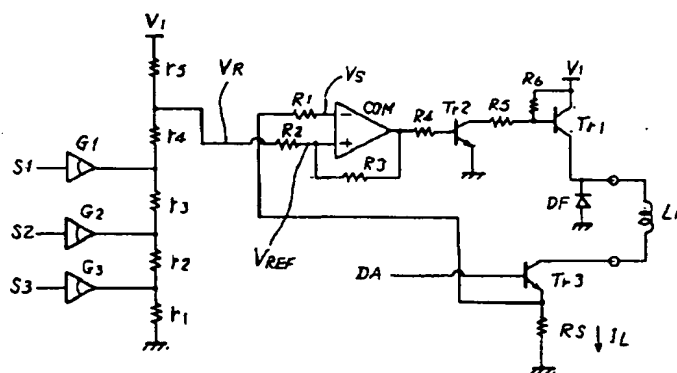 V1
r5
VR
r4
S1
G1
r3
S2
G2
r2
S3
G3
r1
VS
R1
R2
COM
−
+
R3
VREF
R4
Tr2
R5
R6
V1
Tr1
DF
DA
Tr3
RS
IL